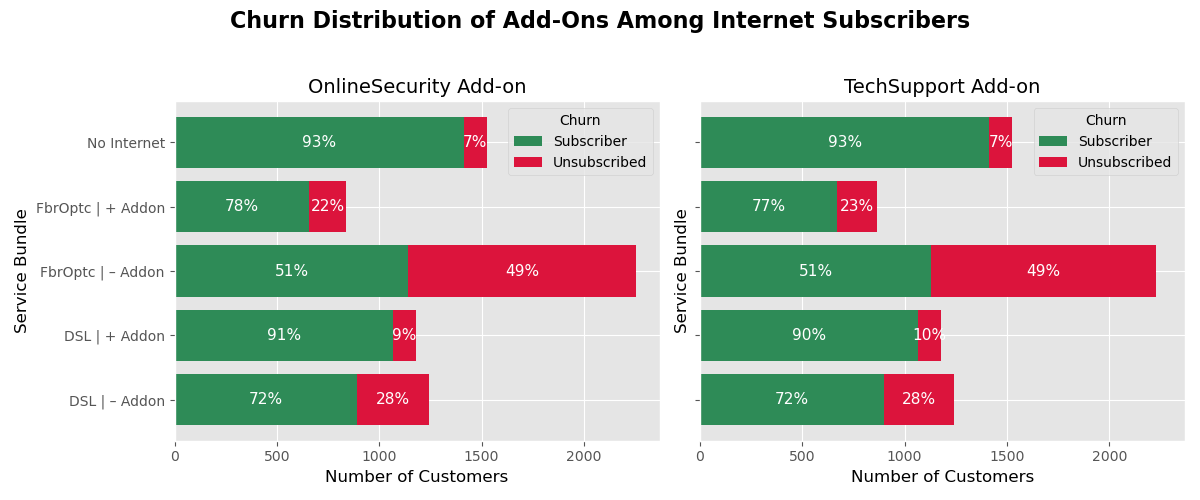 Churn Distribution of Add-Ons Among Internet Subscribers
OnlineSecurity Add-on
Service Bundle
No Internet
FbrOptc | + Addon
FbrOptc | – Addon
DSL | + Addon
DSL | – Addon
93%
7%
78%
22%
51%
49%
91%
9%
72%
28%
Churn
Subscriber
Unsubscribed
0
500
1000
1500
2000
Number of Customers
TechSupport Add-on
Service Bundle
93%
7%
77%
23%
51%
49%
90%
10%
72%
28%
Churn
Subscriber
Unsubscribed
0
500
1000
1500
2000
Number of Customers